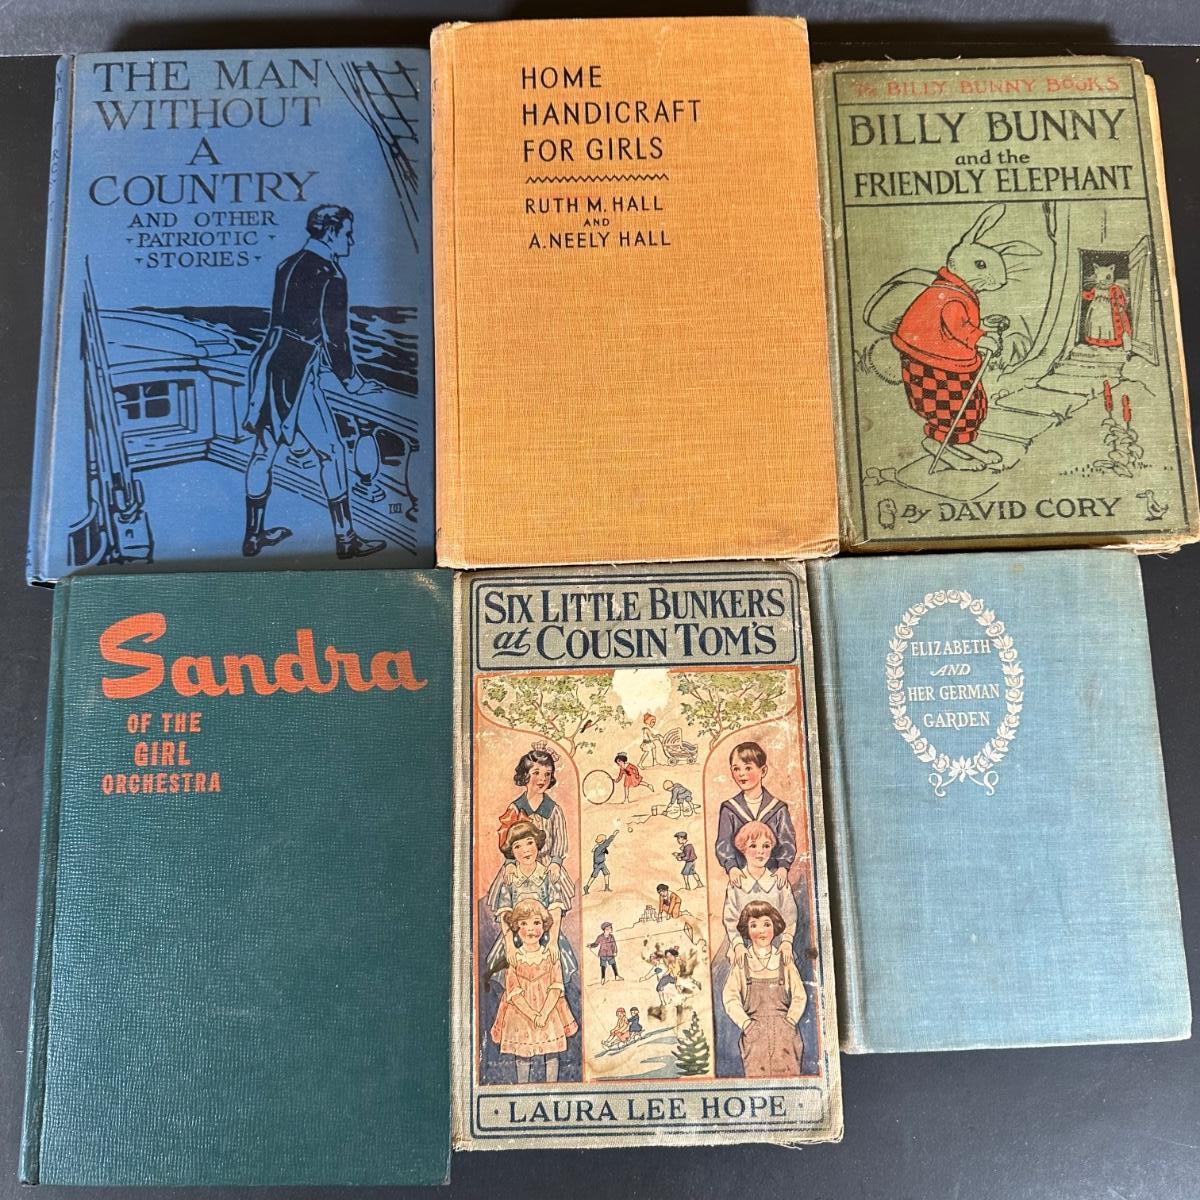 THE MAN
WITHOUT
A
COUNTRY
AND OTHER
· PATRIOTIC ·
· STORIES ·
HOME
HANDICRAFT
FOR GIRLS
RUTH M. HALL
AND
A. NEELY HALL
The BILLY BUNNY BOOKS
BILLY BUNNY
and the
FRIENDLY ELEPHANT
By DAVID CORY
Sandra
OF THE
GIRL
ORCHESTRA
SIX LITTLE BUNKERS
at COUSIN TOM'S
· LAURA LEE HOPE ·
ELIZABETH
AND
HER GERMAN
GARDEN